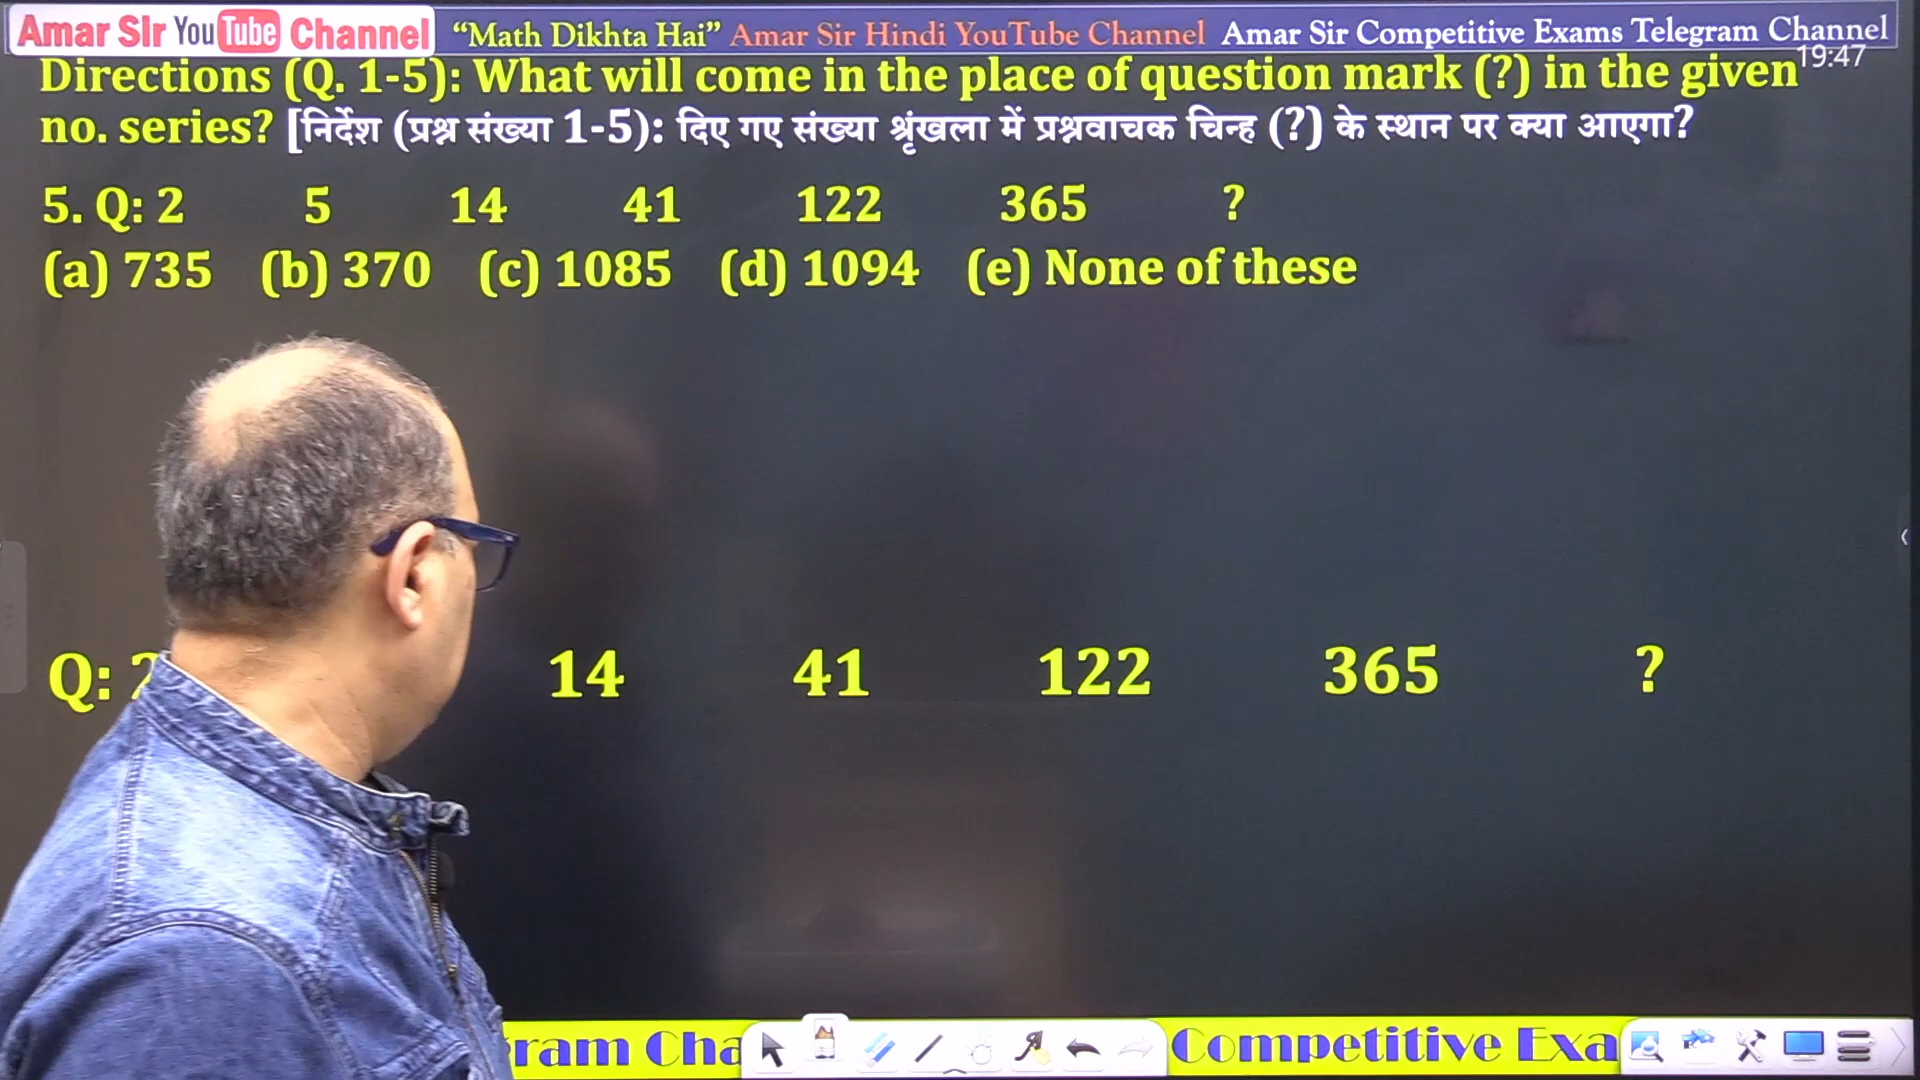 Amar SIr YouTube Channel "Math Dikhta Hai" Amar Sir Hindi YouTube Channel Amar Sir Competitive Exams Telegram Channel
19:47
Directions (Q. 1-5): What will come in the place of question mark (?) in the given
no. series? [निर्देश (प्रश्न संख्या 1-5): दिए गए संख्या श्रृंखला में प्रश्नवाचक चिन्ह (?) के स्थान पर क्या आएगा?
5. Q: 2 5 14 41 122 365 ?
(a) 735 (b) 370 (c) 1085 (d) 1094 (e) None of these
Q: 2 14 41 122 365 ?
ram Cha Competitive Exa